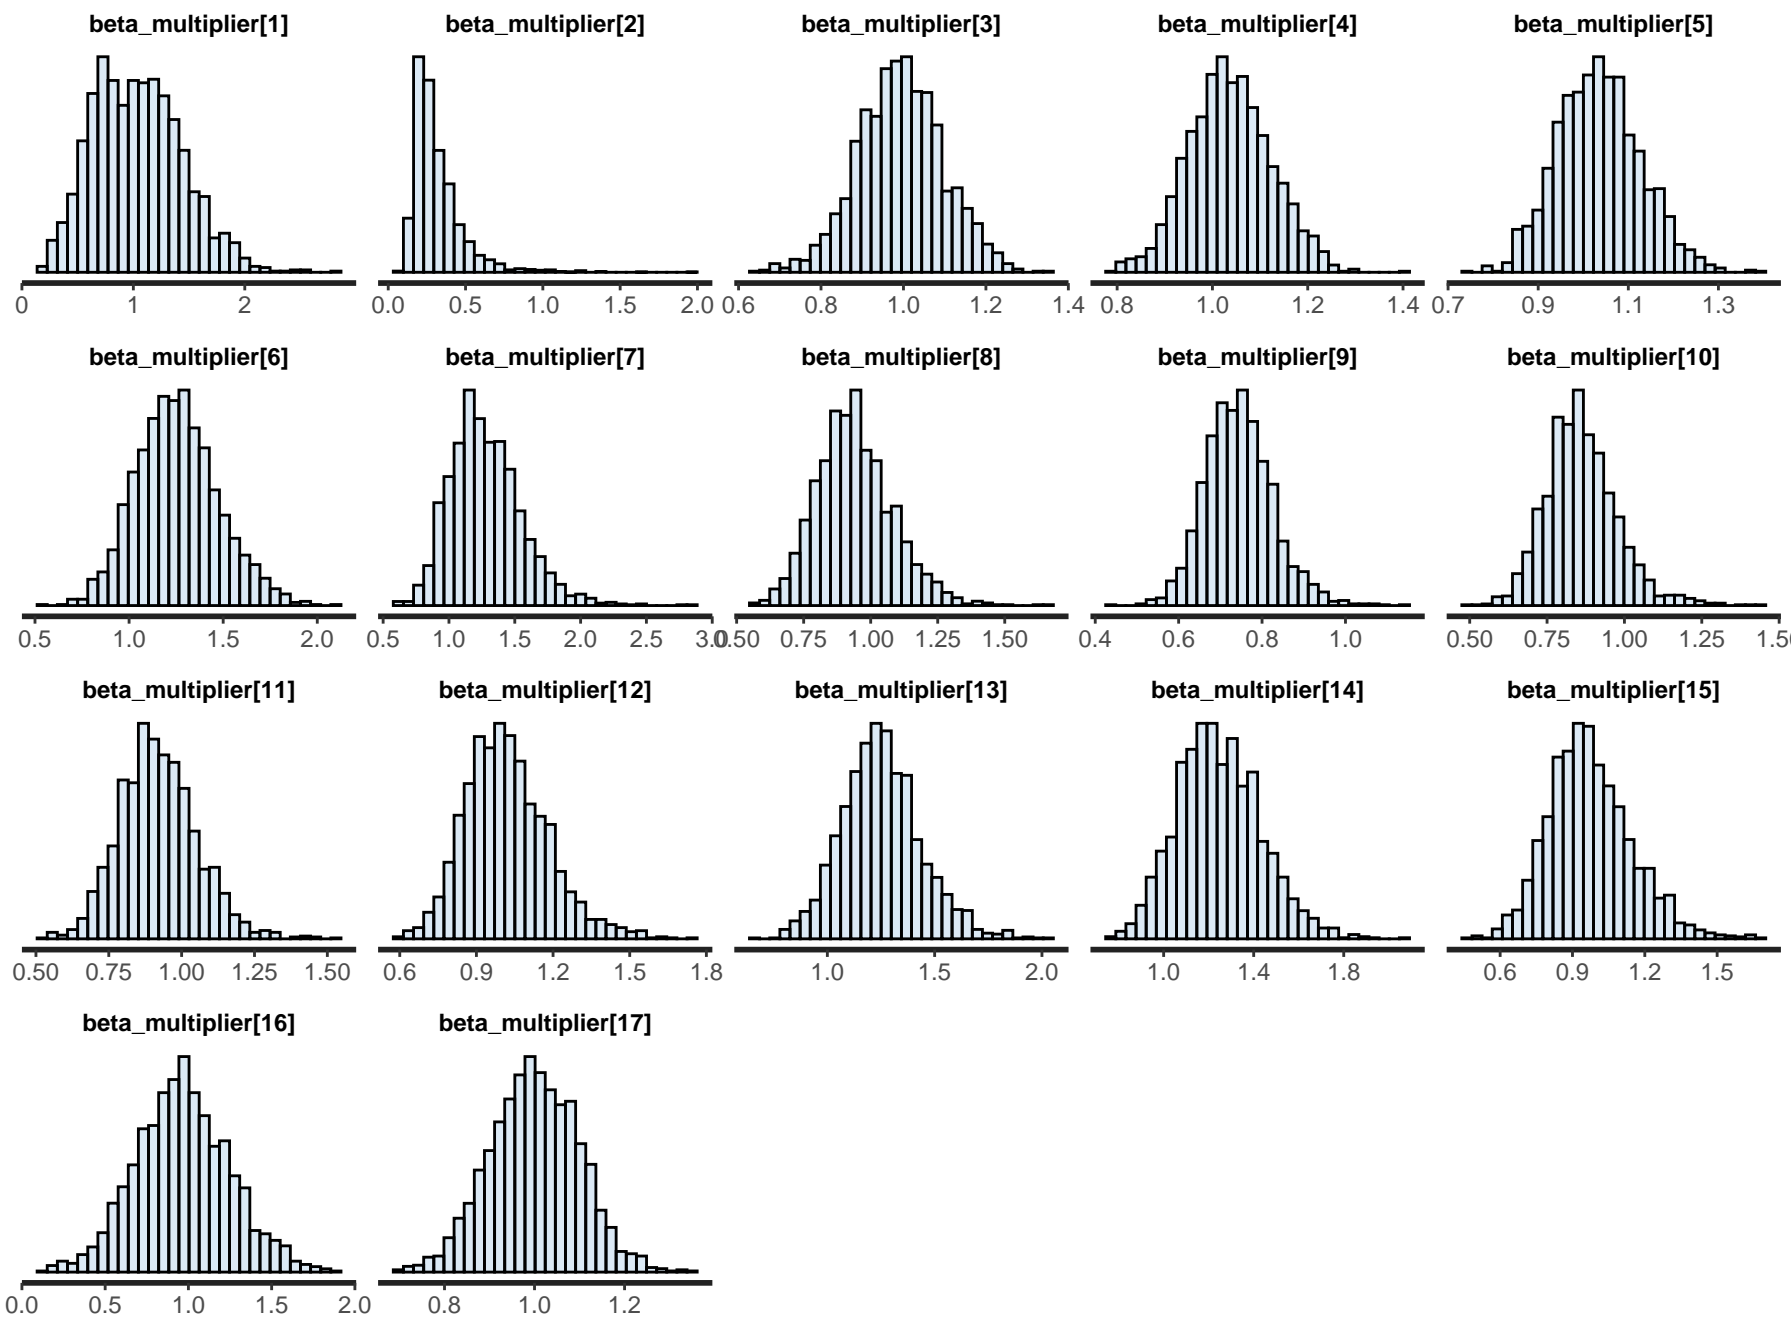 beta_multiplier[1] beta_multiplier[2] beta_multiplier[3] beta_multiplier[4] beta_multiplier[5]
0 1 2 0.0 0.5 1.0 1.5 2.0 0.6 0.8 1.0 1.2 1.4 0.8 1.0 1.2 1.4 0.7 0.9 1.1 1.3
beta_multiplier[6] beta_multiplier[7] beta_multiplier[8] beta_multiplier[9] beta_multiplier[10]
0.5 1.0 1.5 2.0 0.5 1.0 1.5 2.0 2.5 3.0 0.50 0.75 1.00 1.25 1.50 0.4 0.6 0.8 1.0 0.50 0.75 1.00 1.25 1.50
beta_multiplier[11] beta_multiplier[12] beta_multiplier[13] beta_multiplier[14] beta_multiplier[15]
0.50 0.75 1.00 1.25 1.50 0.6 0.9 1.2 1.5 1.8 1.0 1.5 2.0 1.0 1.4 1.8 0.6 0.9 1.2 1.5
beta_multiplier[16] beta_multiplier[17]
0.0 0.5 1.0 1.5 2.0 0.8 1.0 1.2